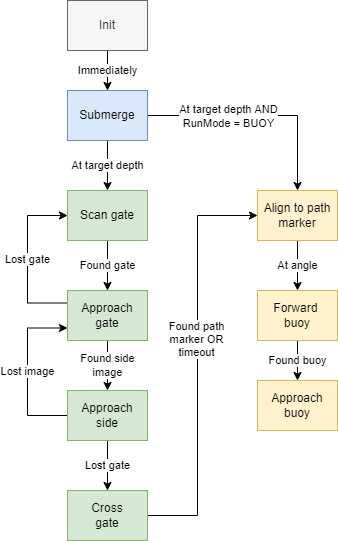 Init
Immediately
Submerge
At target depth AND
RunMode = BUOY
At target depth
Scan gate
Align to path
marker
Lost gate
Found gate
At angle
Approach
gate
Forward
buoy
Found path
marker OR
timeout
Found side
image
Found buoy
Lost image
Approach
side
Approach
buoy
Lost gate
Cross
gate